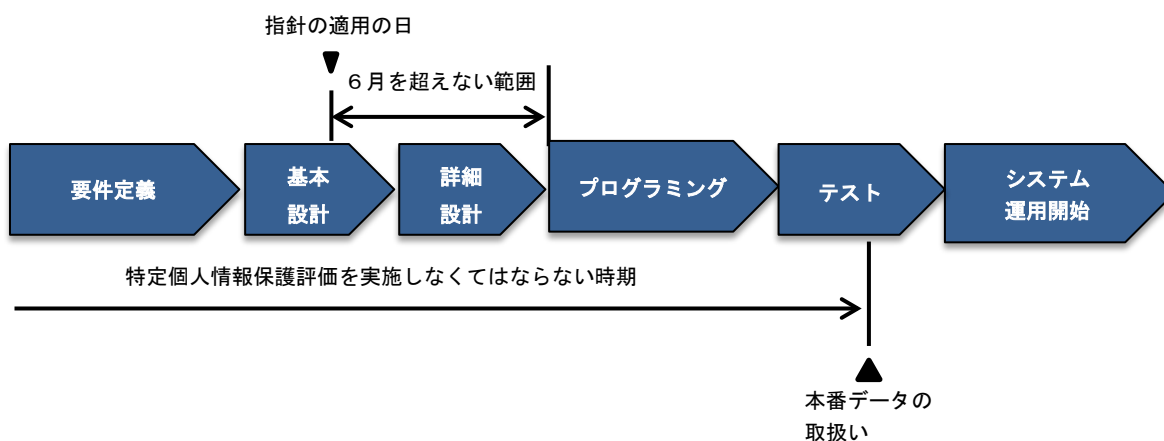 指針の適用の日
６月を超えない範囲
要件定義
基本
設計
詳細
設計
プログラミング
テスト
システム
運用開始
特定個人情報保護評価を実施しなくてはならない時期
本番データの
取扱い